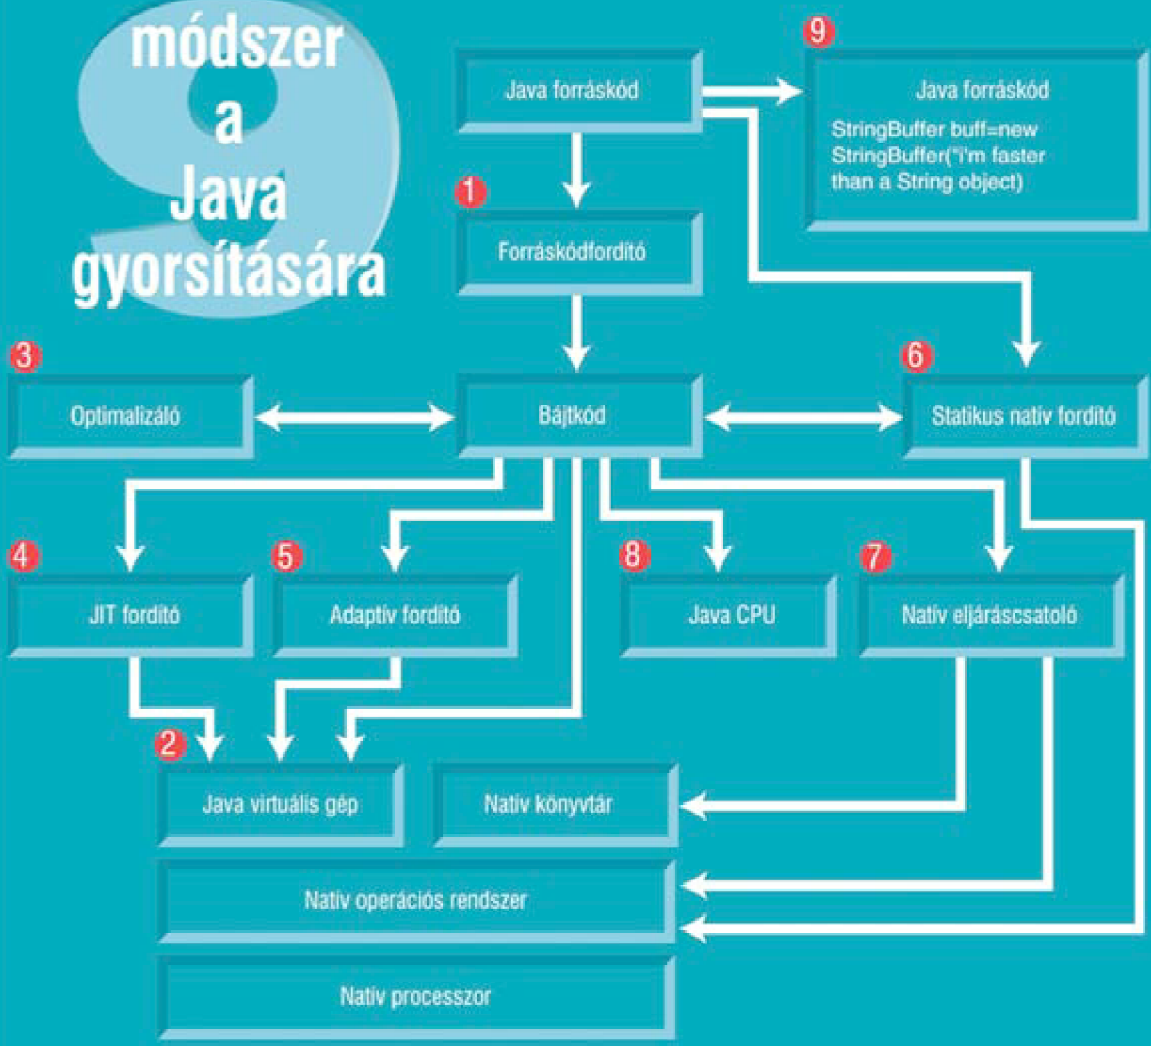 9
módszer
a
Java
gyorsítására
Java forráskód
9
Java forráskód
StringBuffer buff=new
StringBuffer("i'm faster
than a String object)
1
Forráskódfordító
3
Optimalizáló
Bájtkód
6
Statikus natív fordító
4
JIT fordító
5
Adaptív fordító
8
Java CPU
7
Natív eljáráscsatoló
2
Java virtuális gép
Natív könyvtár
Natív operációs rendszer
Natív processzor